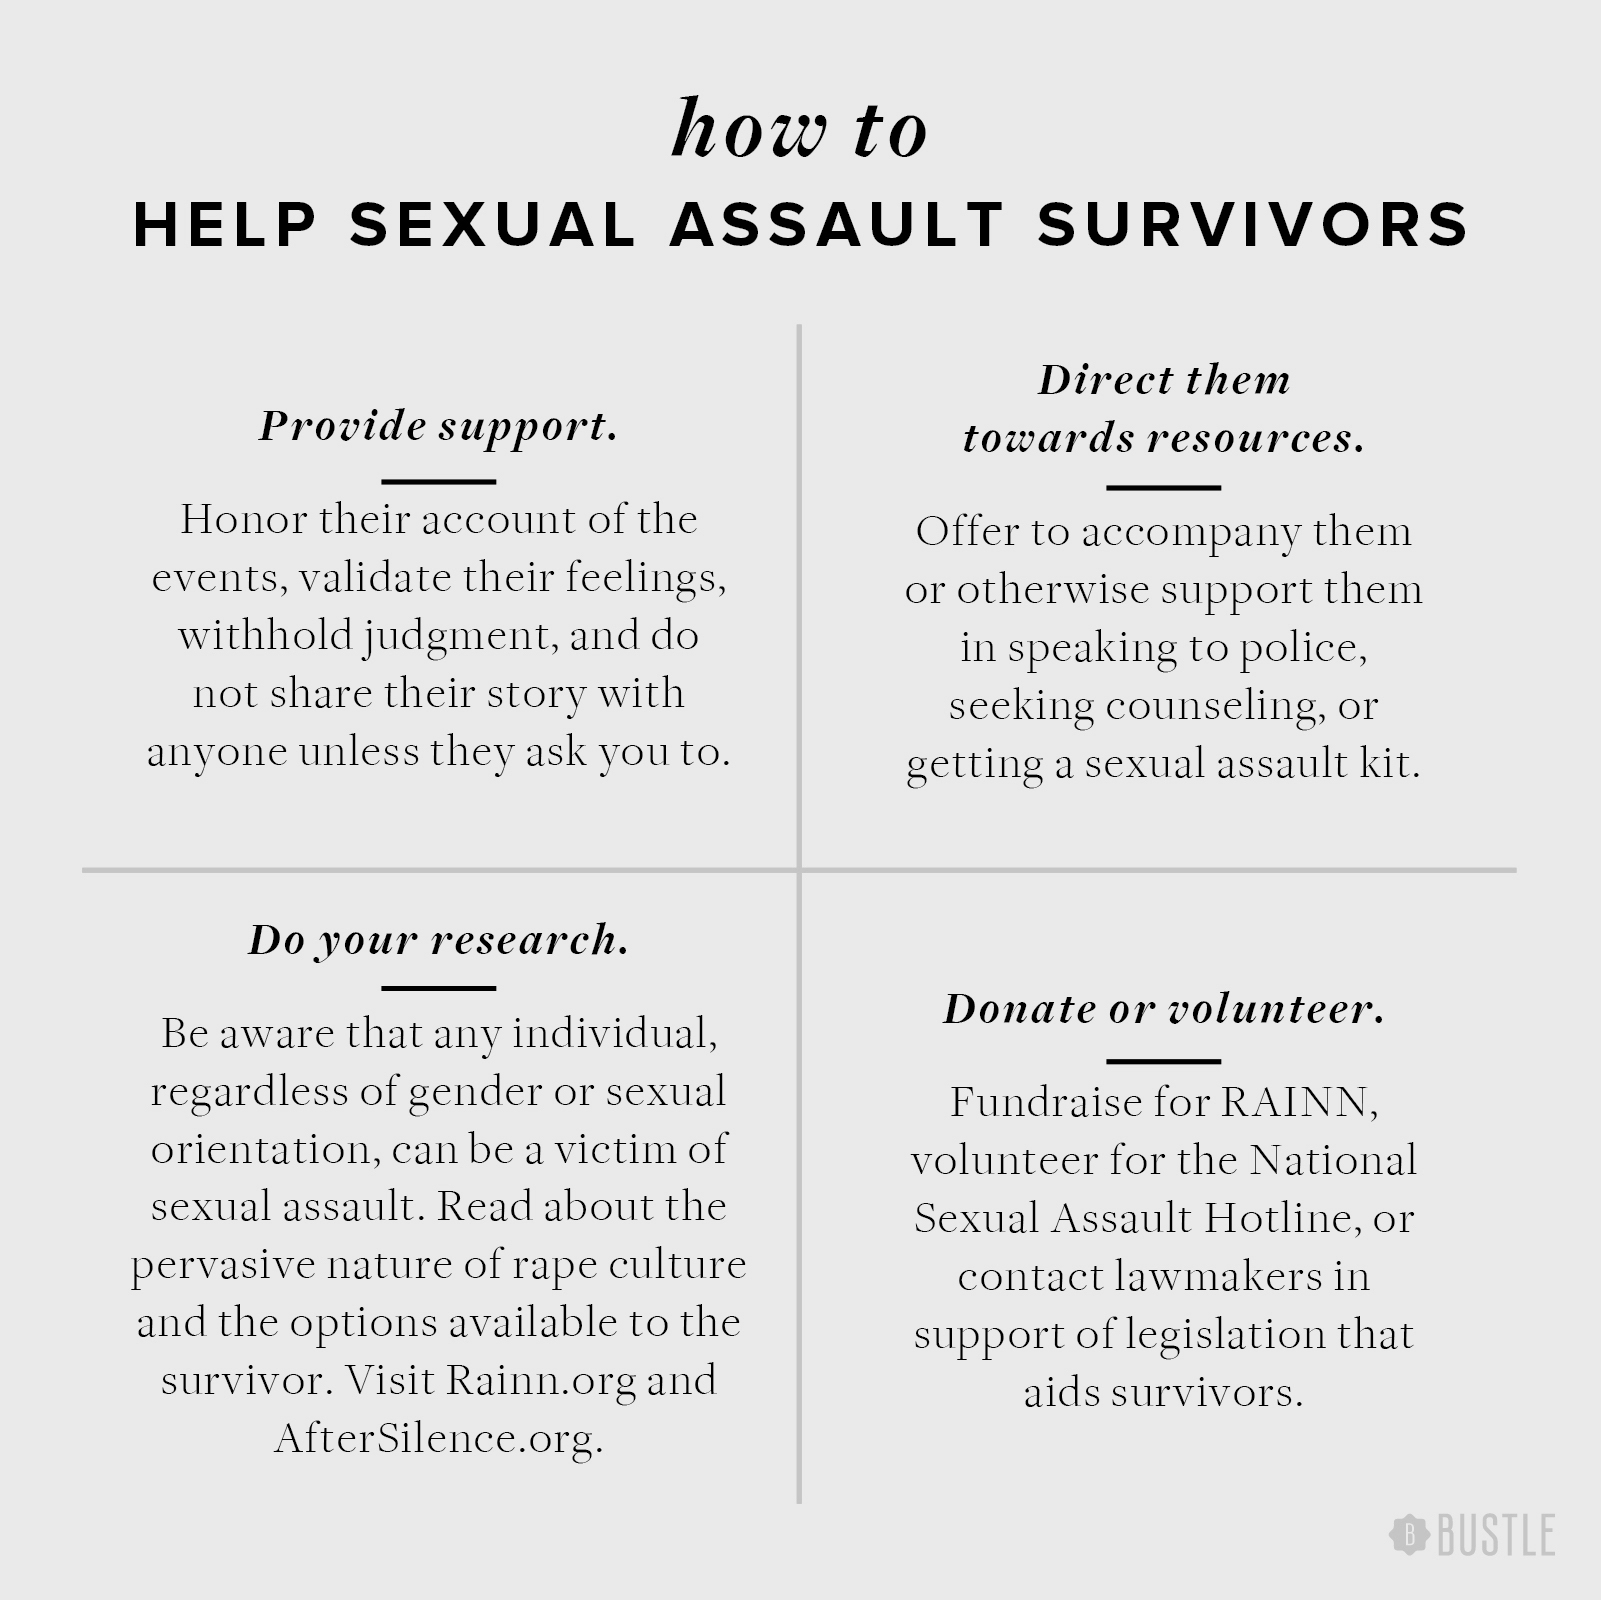 how to
HELP SEXUAL ASSAULT SURVIVORS
Provide support.
Honor their account of the
events, validate their feelings,
withhold judgment, and do
not share their story with
anyone unless they ask you to.
Direct them
towards resources.
Offer to accompany them
or otherwise support them
in speaking to police,
seeking counseling, or
getting a sexual assault kit.
Do your research.
Be aware that any individual,
regardless of gender or sexual
orientation, can be a victim of
sexual assault. Read about the
pervasive nature of rape culture
and the options available to the
survivor. Visit Rainn.org and
AfterSilence.org.
Donate or volunteer.
Fundraise for RAINN,
volunteer for the National
Sexual Assault Hotline, or
contact lawmakers in
support of legislation that
aids survivors.
B BUSTLE